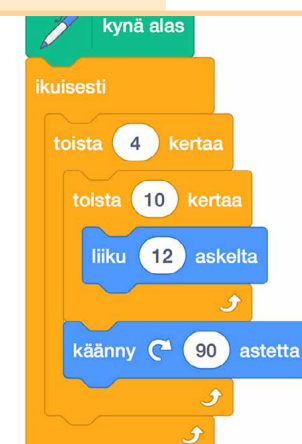 kynä alas
ikuisesti
toista 4 kertaa
toista 10 kertaa
liiku 12 askelta
käänny 90 astetta